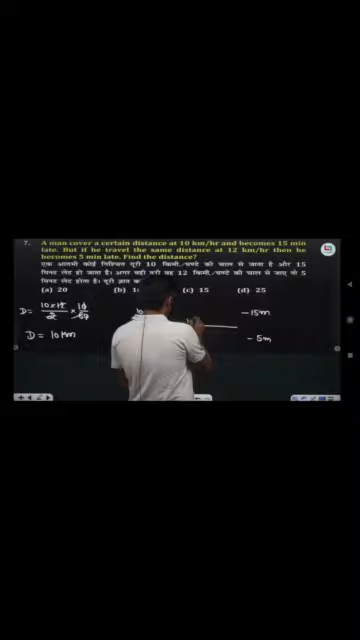 7. A man cover a certain distance at 10 km/hr and becomes 15 min
late. But if he travel the same distance at 12 km/hr then he
becomes 5 min late. Find the distance?
एक आदमी कोई निश्चित दूरी 10 किमी/घण्टे की चाल से जाता है और 15
मिनट लेट हो जाता है। अगर वही दूरी वह 12 किमी/घण्टे की चाल से जाए तो 5
मिनट लेट होता है। दूरी ज्ञात क
(a) 20 (b) 1 (c) 15 (d) 25
D = 10 × 12 / 2 × 10 / 60
10
- 15m
D = 10 km
- 5m